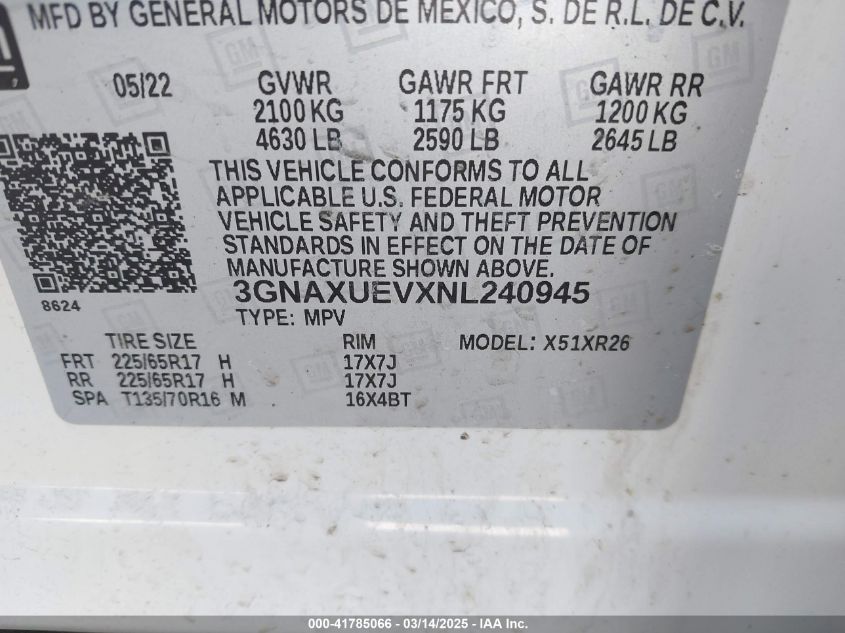 MFD BY GENERAL MOTORS DE MEXICO, S. DE R.L. DE C.V.
05/22 GVWR GAWR FRT GAWR RR
2100 KG 1175 KG 1200 KG
4630 LB 2590 LB 2645 LB
THIS VEHICLE CONFORMS TO ALL
APPLICABLE U.S. FEDERAL MOTOR
VEHICLE SAFETY AND THEFT PREVENTION
STANDARDS IN EFFECT ON THE DATE OF
MANUFACTURE SHOWN ABOVE.
8624 3GNAXUEVXNL240945
TYPE: MPV
TIRE SIZE RIM MODEL: X51XR26
FRT 225/65R17 H 17X7J
RR 225/65R17 H 17X7J
SPA T135/70R16 M 16X4BT
000-41785066 - 03/14/2025 - IAA Inc.